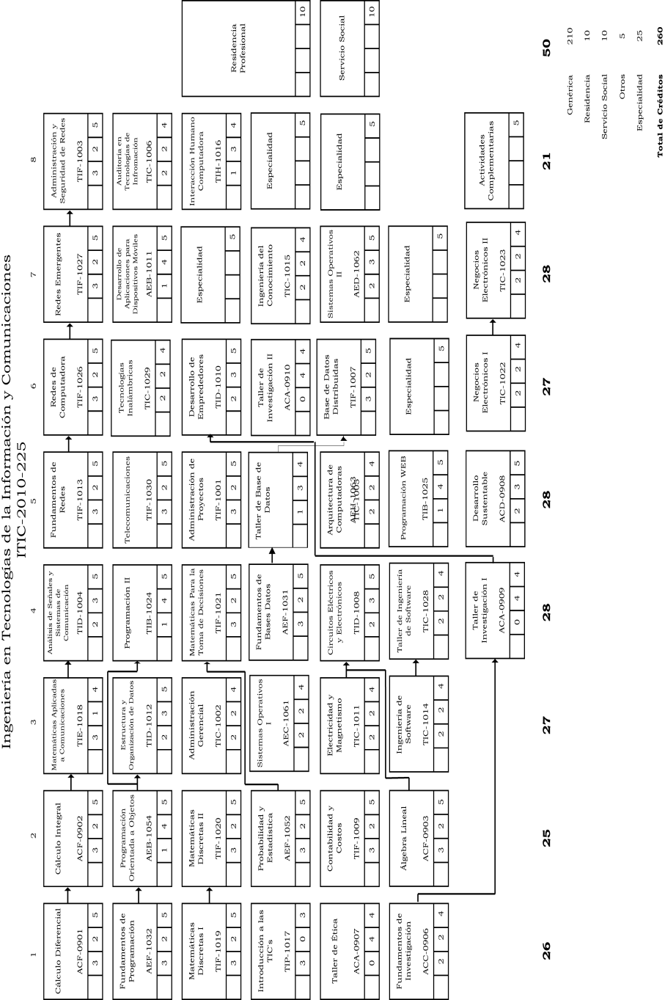 Ingeniería en Tecnologías de la Información y Comunicaciones
ITIC-2010-225
1
Cálculo Diferencial
ACF-0901
3 2 5
Fundamentos de
Programación
AEF-1032
3 2 5
Matemáticas
Discretas I
TIF-1019
3 2 5
Introducción a las
TIC's
TIP-1017
3 0 3
Taller de Ética
ACA-0907
0 4 4
Fundamentos de
Investigación
ACC-0906
2 2 4
26
2
Cálculo Integral
ACF-0902
3 2 5
Programación
Orientada a Objetos
AEB-1054
1 4 5
Matemáticas
Discretas II
TIF-1020
3 2 5
Probabilidad y
Estadística
AEF-1052
3 2 5
Contabilidad y
Costos
TIF-1009
3 2 5
Álgebra Lineal
ACF-0903
3 2 5
25
3
Matemáticas Aplicadas
a Comunicaciones
TIE-1018
3 1 4
Estructura y
Organización de Datos
TID-1012
2 3 5
Administración
Gerencial
TIC-1002
2 2 4
Sistemas Operativos
I
AEC-1061
2 2 4
Electricidad y
Magnetismo
TIC-1011
2 2 4
Ingeniería de
Software
TIC-1014
2 2 4
27
4
Análisis de Señales y
Sistemas de
Comunicación
TID-1004
2 3 5
Programación II
TIB-1024
1 4 5
Matemáticas Para la
Toma de Decisiones
TIF-1021
3 2 5
Fundamentos de
Bases Datos
AEF-1031
3 2 5
Circuitos Eléctricos
y Electrónicos
TID-1008
2 3 5
Taller de Ingeniería
de Software
TIC-1028
2 2 4
Taller de
Investigación I
ACA-0909
0 4 4
28
5
Fundamentos de
Redes
TIF-1013
3 2 5
Telecomunicaciones
TIF-1030
3 2 5
Administración de
Proyectos
TIF-1001
3 2 5
Taller de Base de
Datos
1 3 4
Arquitectura de
Computadoras
AEH-1063
TIC-1005
2 2 4
Programación WEB
TIB-1025
1 4 5
Desarrollo
Sustentable
ACD-0908
2 3 5
28
6
Redes de
Computadora
TIF-1026
3 2 5
Tecnologías
Inalámbricas
TIC-1029
2 2 4
Desarrollo de
Empredédores
TID-1010
2 3 5
Taller de
Investigación II
ACA-0910
0 4 4
Base de Datos
Distribuidas
TIF-1007
3 2 5
Especialidad
5
Negocios
Electrónicos I
TIC-1022
2 2 4
27
7
Redes Emergentes
TIF-1027
3 2 5
Desarrollo de
Aplicaciones para
Dispositivos Móviles
AEB-1011
1 4 5
Especialidad
5
Ingeniería del
Conocimiento
TIC-1015
2 2 4
Sistemas Operativos
II
AED-1062
2 3 5
Especialidad
5
Negocios
Electrónicos II
TIC-1023
2 2 4
28
8
Administración y
Seguridad de Redes
TIF-1003
3 2 5
Auditoría en
Tecnologías de
Infromación
TIC-1006
2 2 4
Interacción Humano
Computadora
TIH-1016
1 3 4
Especialidad
5
Especialidad
5
Actividades
Complementarias
5
21
Residencia
Profesional
10
Servicio Social
10
50
Genérica 210
Residencia 10
Servicio Social 10
Otros 5
Especialidad 25
Total de Créditos 260